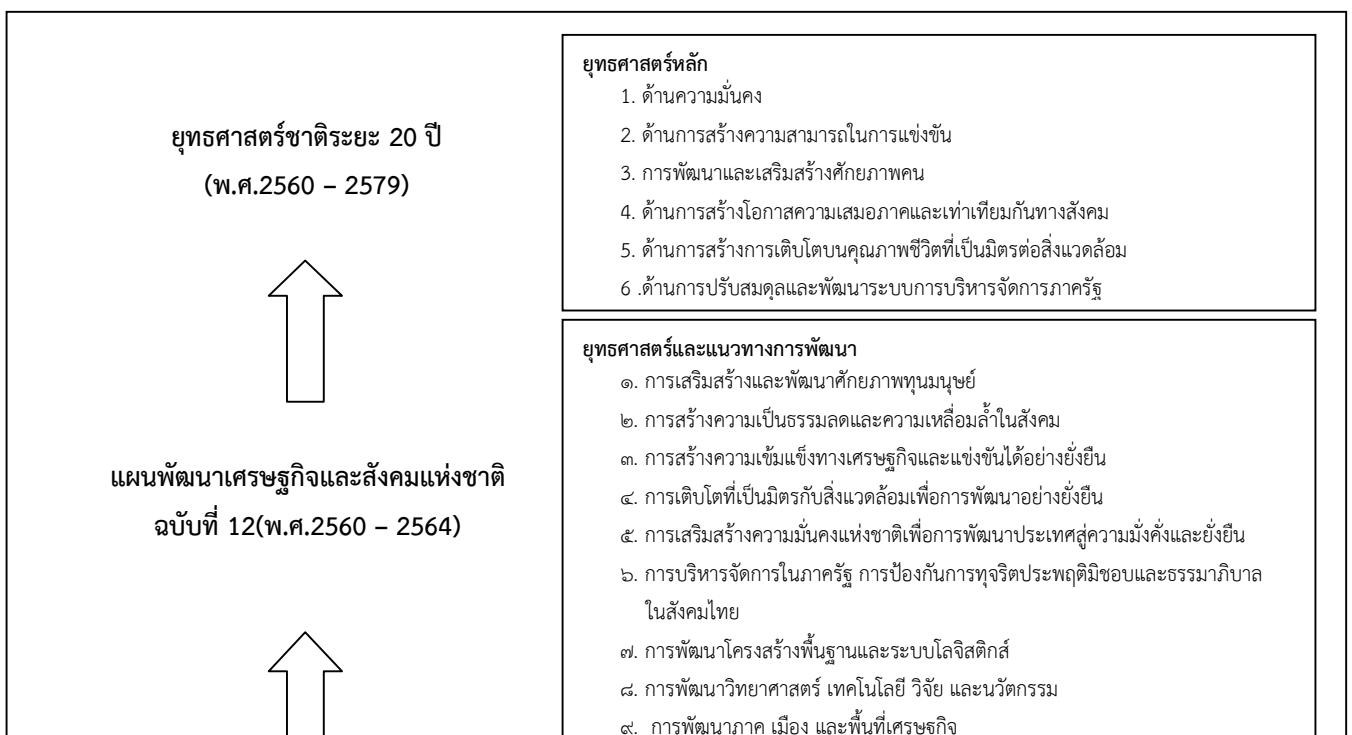 ยุทธศาสตร์ชาติระยะ 20 ปี
(พ.ศ.2560 – 2579)
ยุทธศาสตร์หลัก
1. ด้านความมั่นคง
2. ด้านการสร้างความสามารถในการแข่งขัน
3. การพัฒนาและเสริมสร้างศักยภาพคน
4. ด้านการสร้างโอกาสความเสมอภาคและเท่าเทียมกันทางสังคม
5. ด้านการสร้างการเติบโตบนคุณภาพชีวิตที่เป็นมิตรต่อสิ่งแวดล้อม
6 .ด้านการปรับสมดุลและพัฒนาระบบการบริหารจัดการภาครัฐ
แผนพัฒนาเศรษฐกิจและสังคมแห่งชาติ
ฉบับที่ 12(พ.ศ.2560 – 2564)
ยุทธศาสตร์และแนวทางการพัฒนา
๑. การเสริมสร้างและพัฒนาศักยภาพทุนมนุษย์
๒. การสร้างความเป็นธรรมลดและความเหลื่อมล้ำในสังคม
๓. การสร้างความเข้มแข็งทางเศรษฐกิจและแข่งขันได้อย่างยั่งยืน
๔. การเติบโตที่เป็นมิตรกับสิ่งแวดล้อมเพื่อการพัฒนาอย่างยั่งยืน
๕. การเสริมสร้างความมั่นคงแห่งชาติเพื่อการพัฒนาประเทศสู่ความมั่งคั่งและยั่งยืน
๖. การบริหารจัดการในภาครัฐ การป้องกันการทุจริตประพฤติมิชอบและธรรมาภิบาล
ในสังคมไทย
๗. การพัฒนาโครงสร้างพื้นฐานและระบบโลจิสติกส์
๘. การพัฒนาวิทยาศาสตร์ เทคโนโลยี วิจัย และนวัตกรรม
๙. การพัฒนาภาค เมือง และพื้นที่เศรษฐกิจ